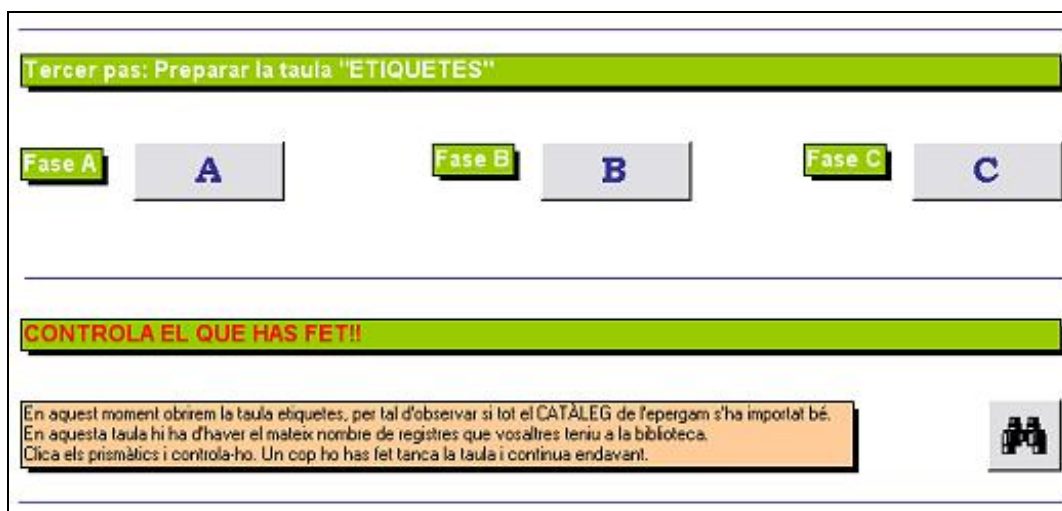 Tercer pas: Preparar la taula "ETIQUETES"
Fase A A Fase B B Fase C C
CONTROLA EL QUE HAS FET!!
En aquest moment obrirem la taula etiquetes, per tal d'observar si tot el CATÀLEG de l'epergam s'ha importat bé.
En aquesta taula hi ha d'haver el mateix nombre de registres que vosaltres teniu a la biblioteca.
Clica els prismàtics i controla-ho. Un cop ho has fet tanca la taula i continua endavant.